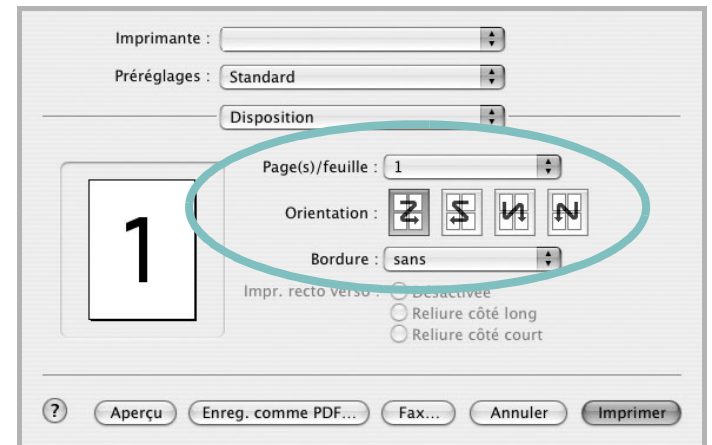 Imprimante :
Préréglages : Standard
Disposition
Page(s)/feuille : 1
1
Orientation :
Bordure : sans
Impr. recto verso : Désactivée
Reliure côté long
Reliure côté court
? Aperçu Enreg. comme PDF... Fax... Annuler Imprimer